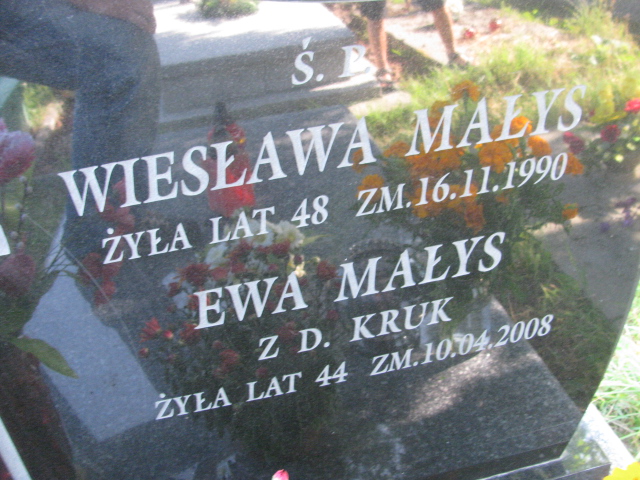 Ś. P.
WIESŁAWA MAŁYS
ŻYŁA LAT 48 ZM.16.11.1990
EWA MAŁYS
Z D. KRUK
ŻYŁA LAT 44 ZM.10.04.2008